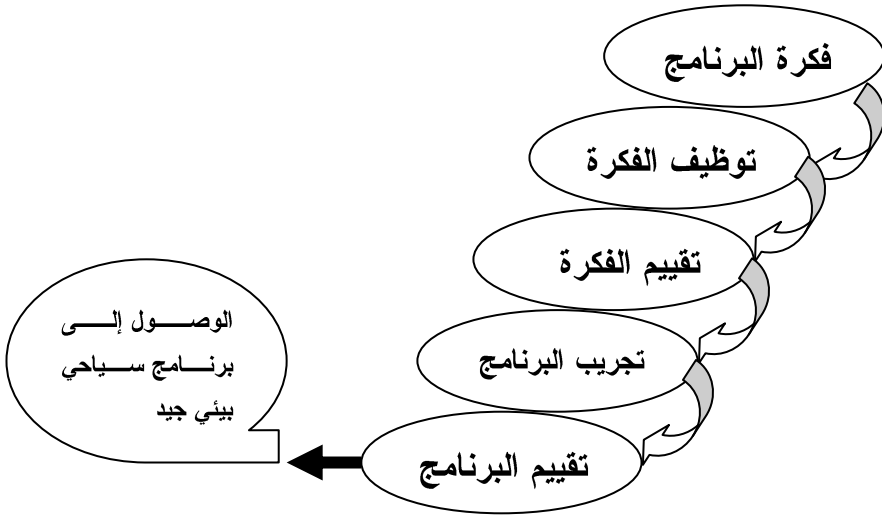 فكرة البرنامج
توظيف الفكرة
تقييم الفكرة
تجريب البرنامج
تقييم البرنامج
الوصول إلى
برنامج سياحي
بيئي جيد